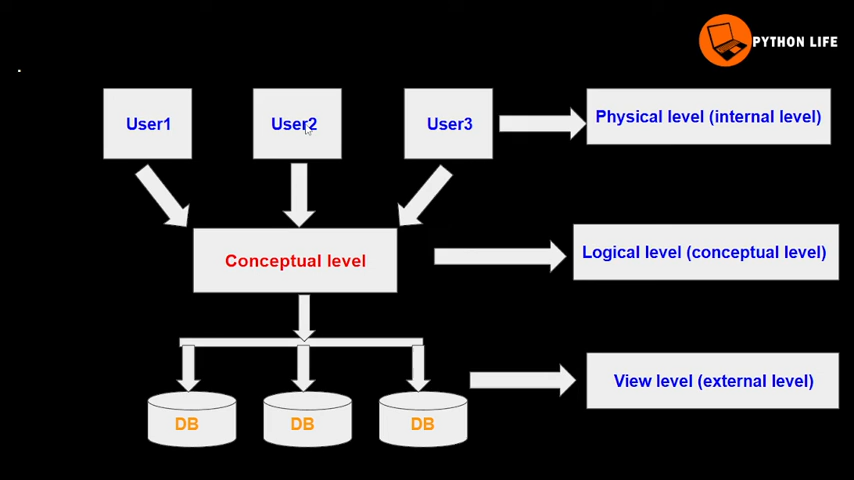 PYTHON LIFE
User1
User2
User3
Physical level (internal level)
Conceptual level
Logical level (conceptual level)
View level (external level)
DB
DB
DB